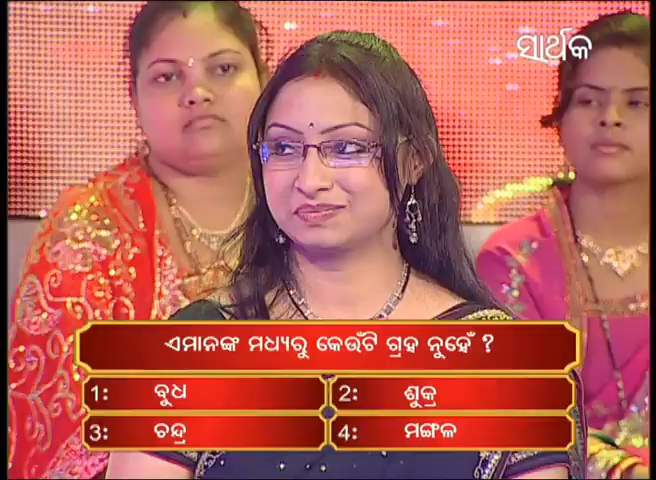 ସାର୍ଥକ
ଏମାନଙ୍କ ମଧ୍ୟରୁ କେଉଁଟି ଗ୍ରହ ନୁହେଁ ?
1: ବୁଧ
2: ଶୁକ୍ର
3: ଚନ୍ଦ୍ର
4: ମଙ୍ଗଳ